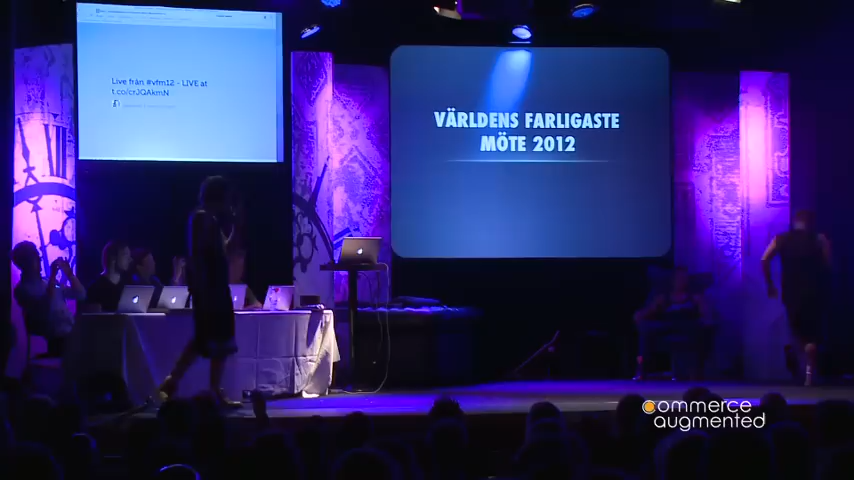 Live från #vfm12 - LIVE at
t.co/crJQAkmN
VÄRLDENS FARLIGASTE
MÖTE 2012
commerce
augmented